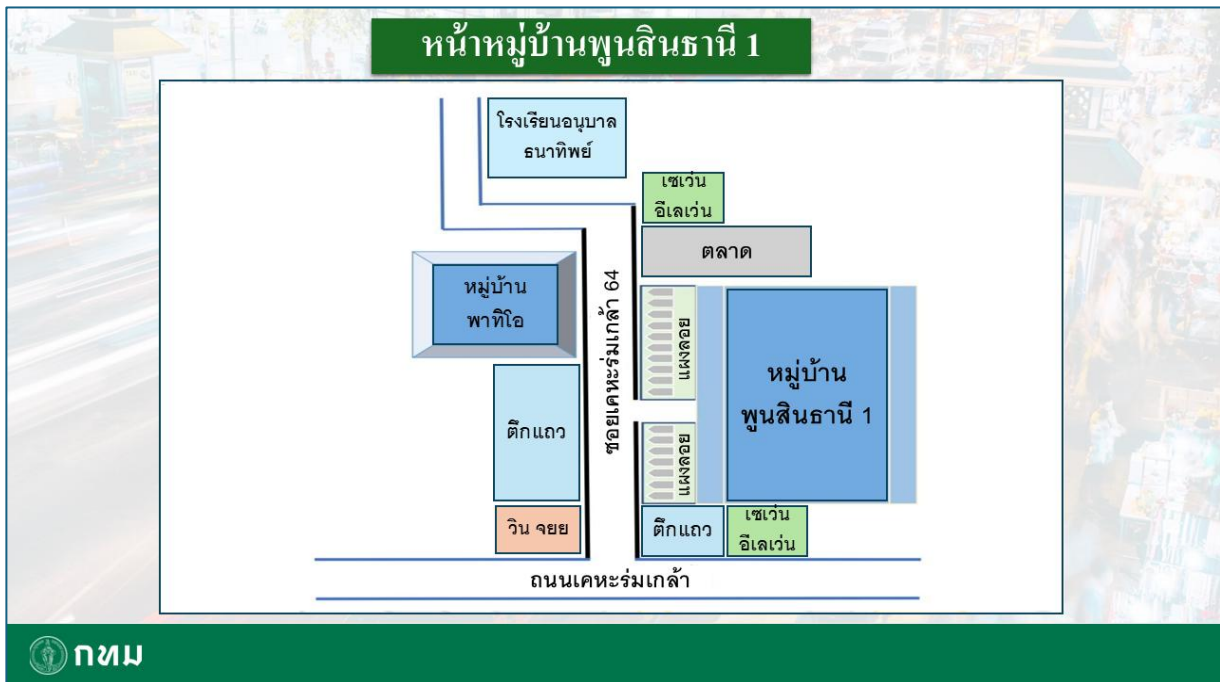 หน้าหมู่บ้านพูนสินธานี 1
โรงเรียนอนุบาล
ธนาทิพย์
เซเว่น
อีเลเว่น
ตลาด
หมู่บ้าน
พาทิโอ
ซอยเคหะร่มเกล้า 64
แผงลอย
หมู่บ้าน
พูนสินธานี 1
ตึกแถว
แผงลอย
วิน จยย
ตึกแถว
เซเว่น
อีเลเว่น
ถนนเคหะร่มเกล้า
กทม